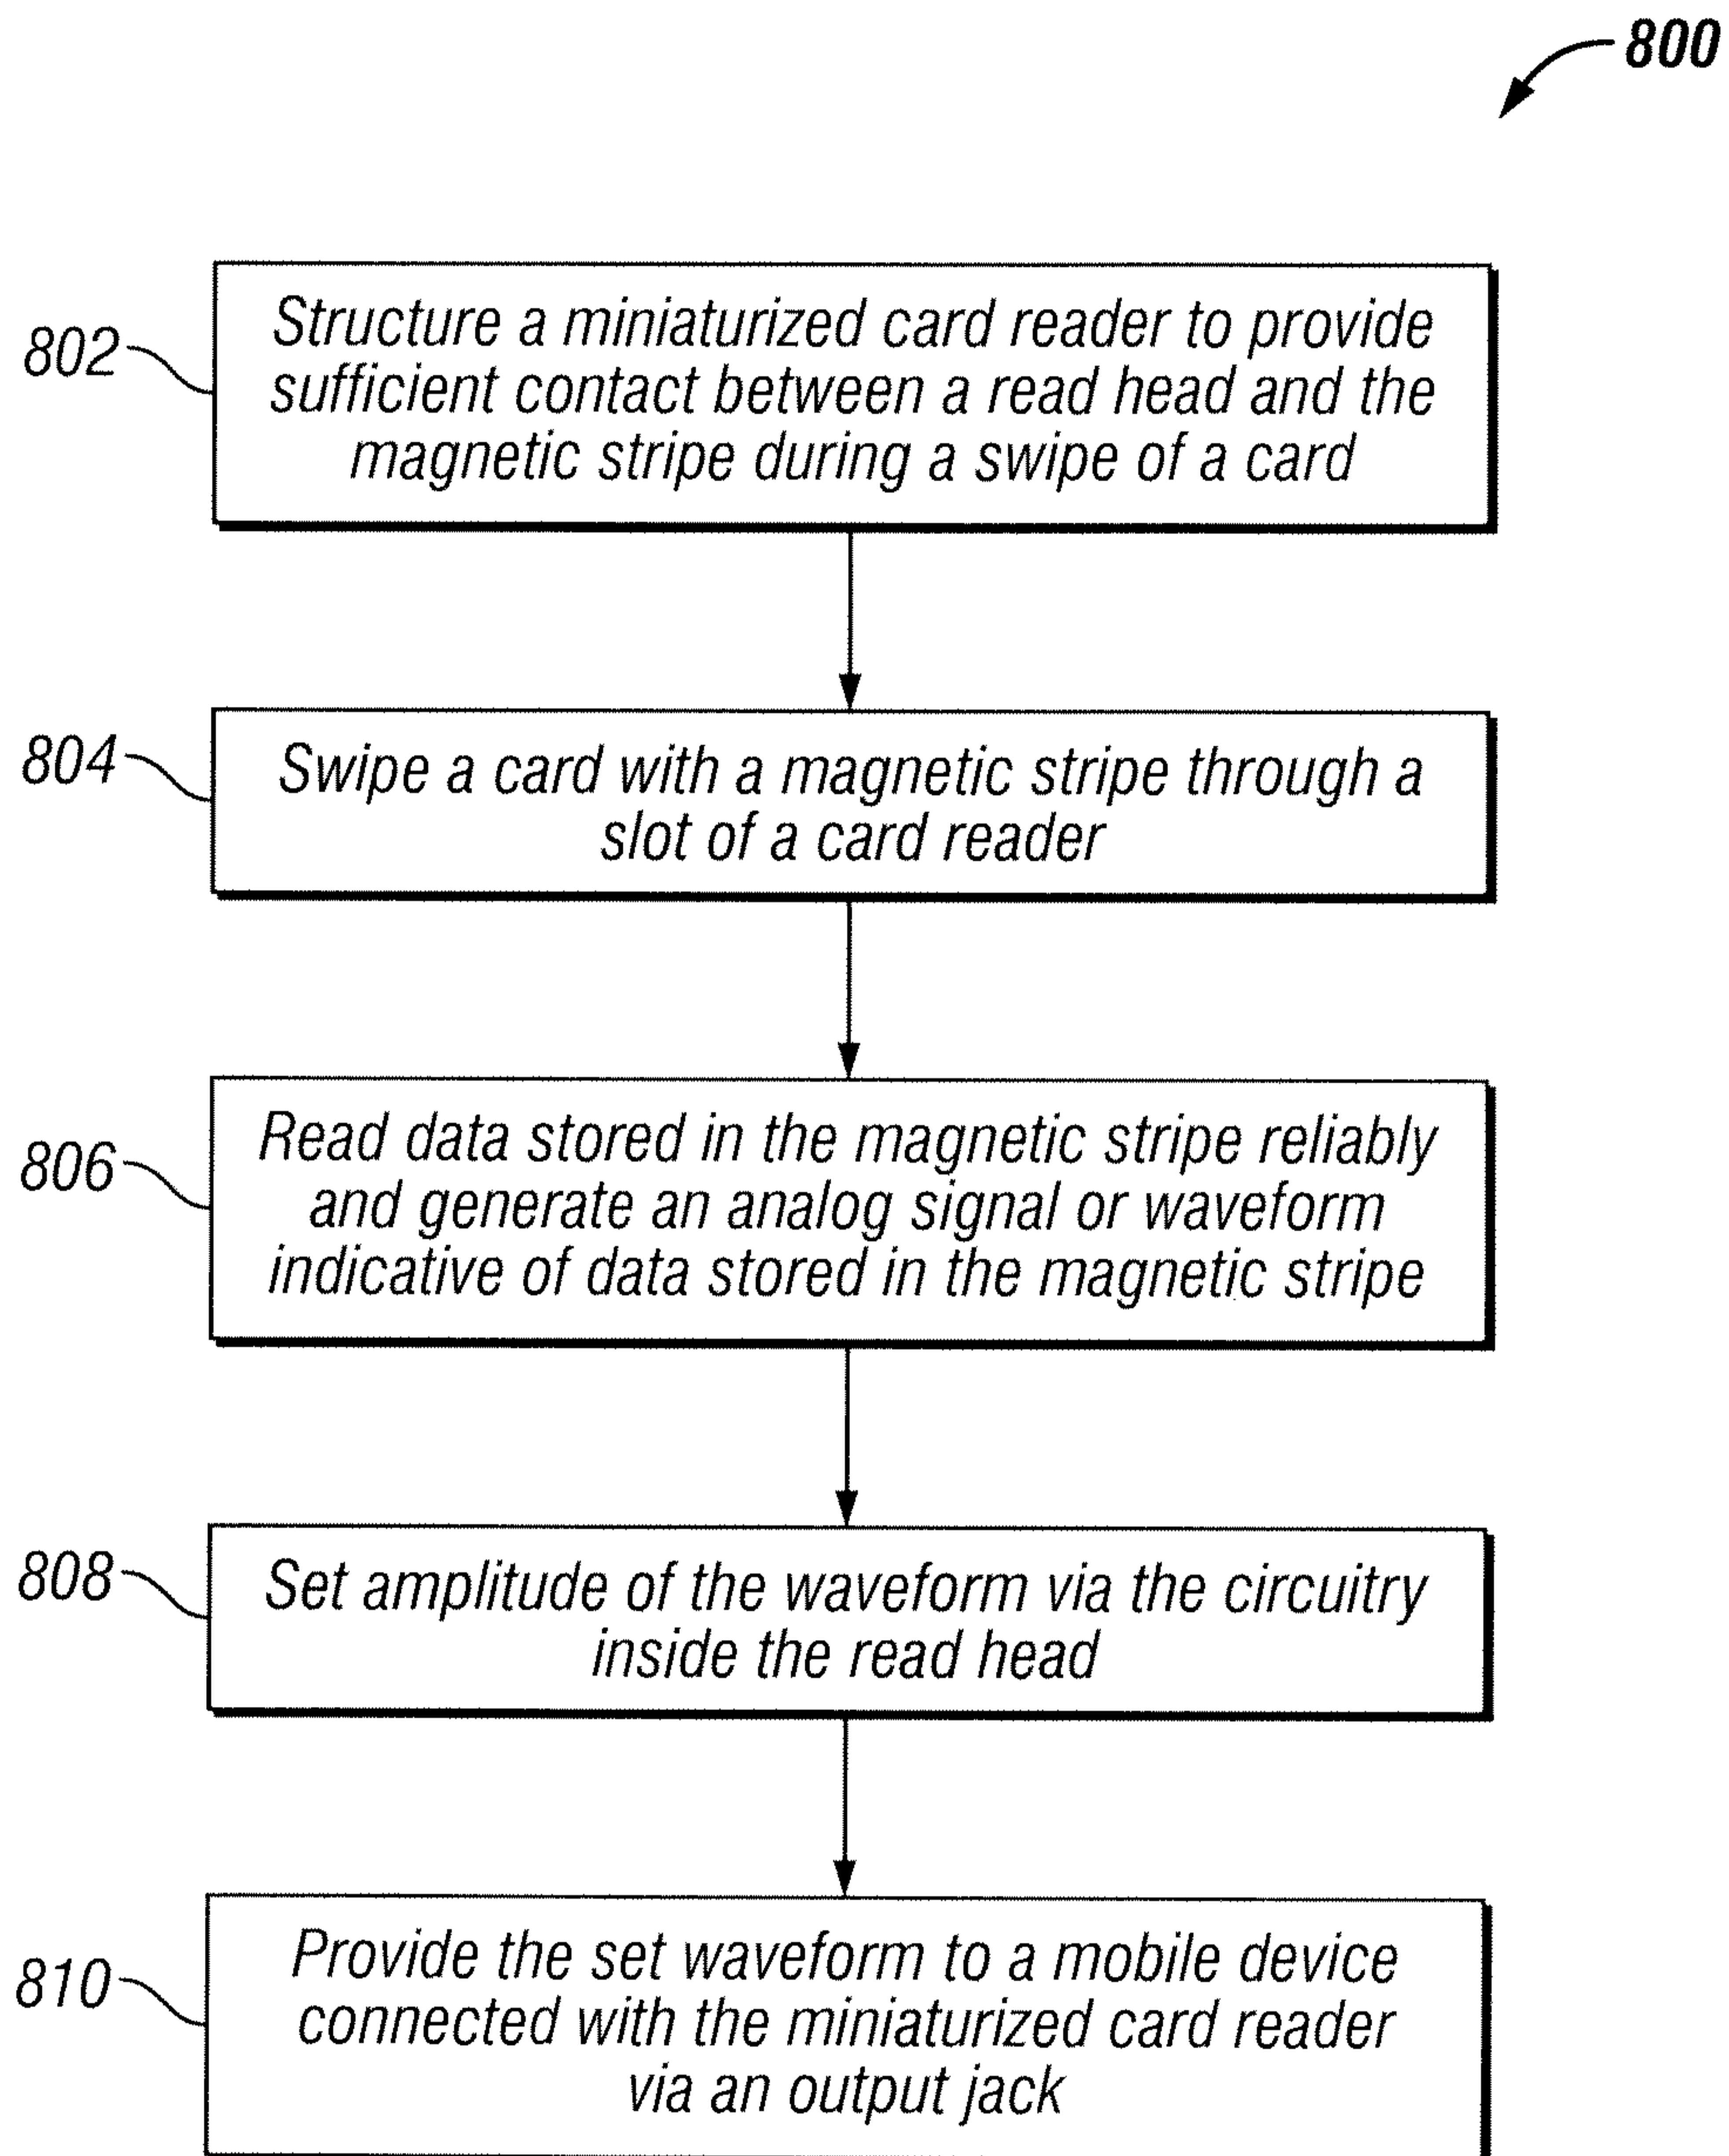 800
802
Structure a miniaturized card reader to provide
sufficient contact between a read head and the
magnetic stripe during a swipe of a card
804
Swipe a card with a magnetic stripe through a
slot of a card reader
806
Read data stored in the magnetic stripe reliably
and generate an analog signal or waveform
indicative of data stored in the magnetic stripe
808
Set amplitude of the waveform via the circuitry
inside the read head
810
Provide the set waveform to a mobile device
connected with the miniaturized card reader
via an output jack